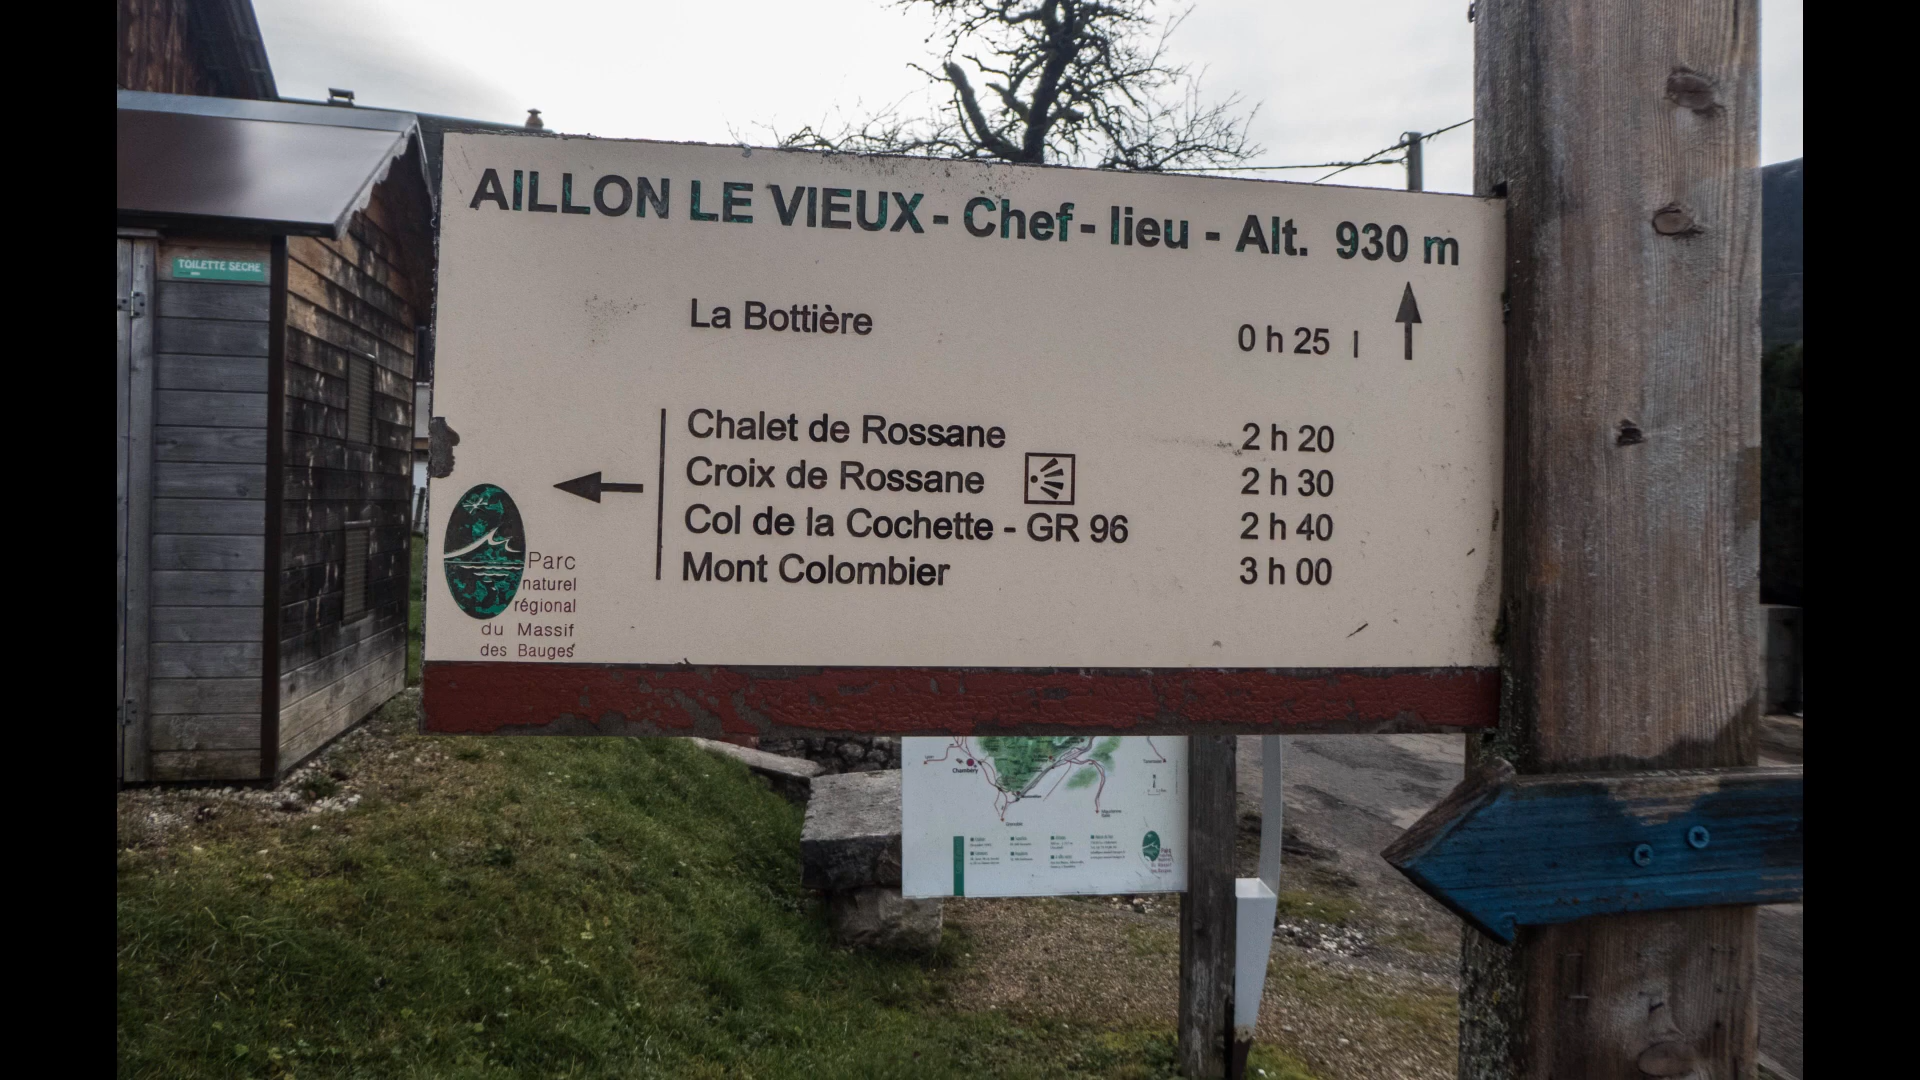 AILLON LE VIEUX - Chef - lieu - Alt. 930 m
TOILETTE SECHE
La Bottière 0 h 25 I
Chalet de Rossane 2 h 20
Croix de Rossane 2 h 30
Col de la Cochette - GR 96 2 h 40
Mont Colombier 3 h 00
Parc
naturel
régional
du Massif
des Bauges
Chambéry